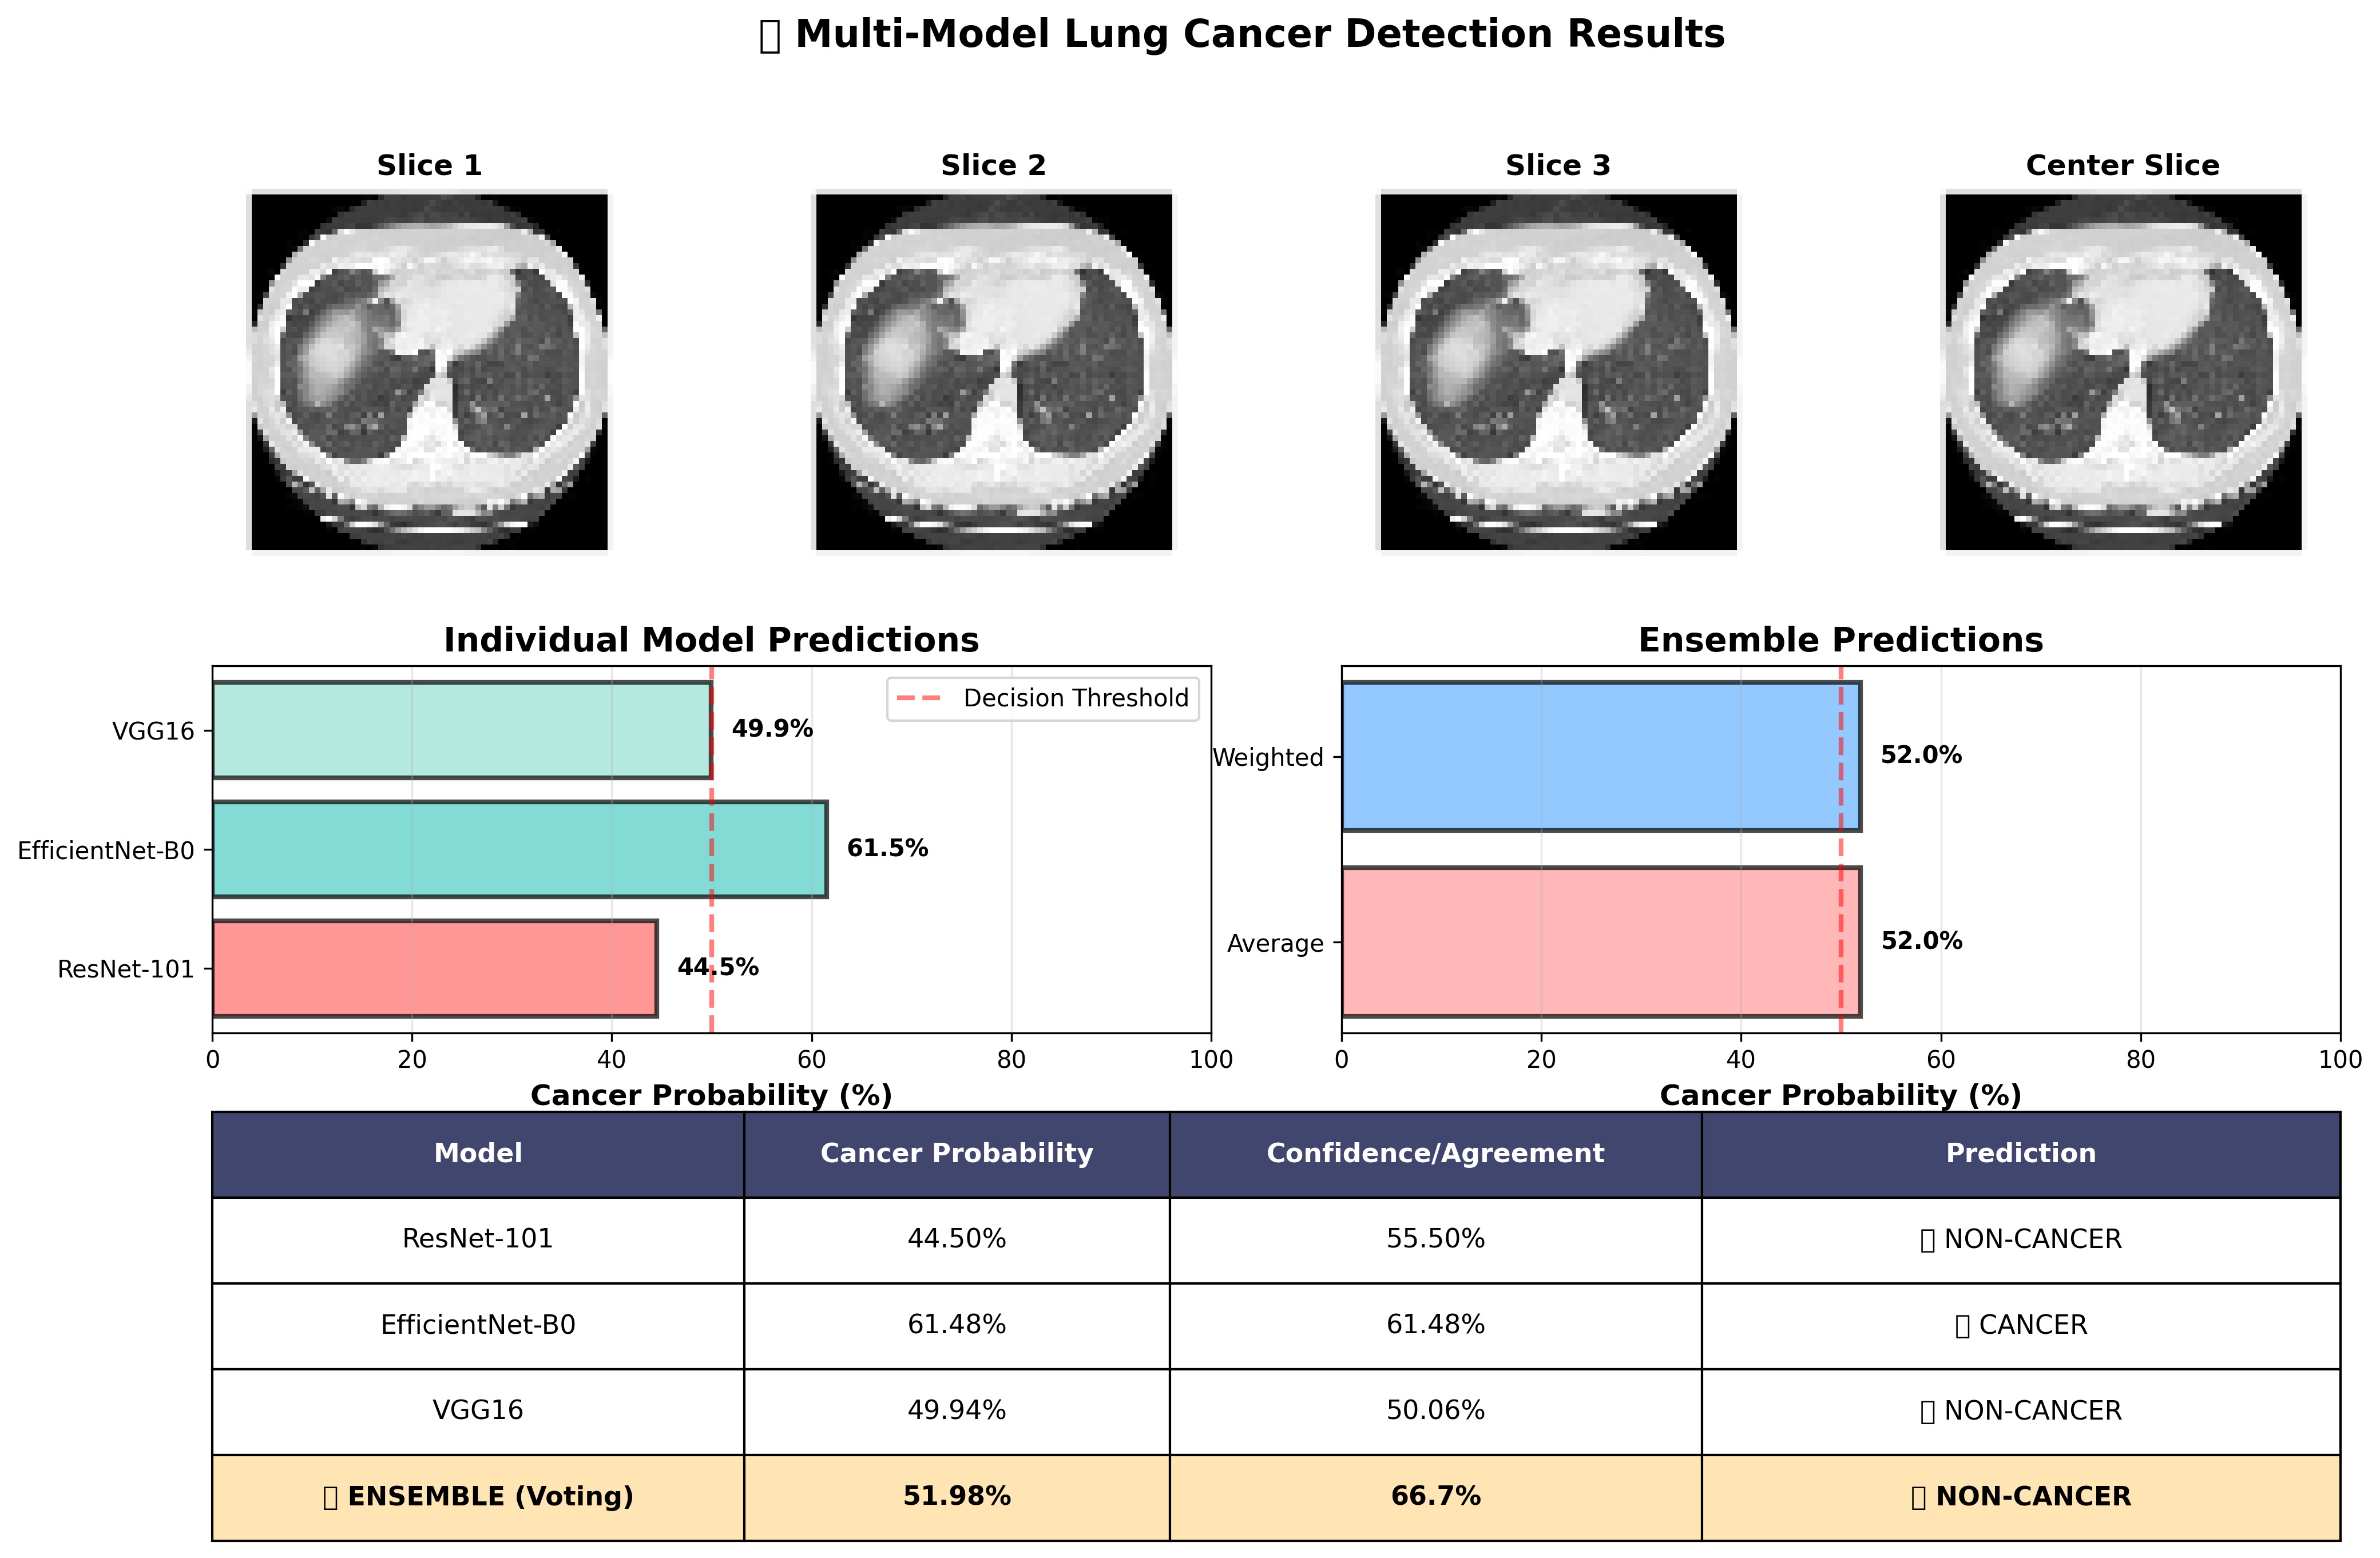 ▯ Multi-Model Lung Cancer Detection Results
Slice 1
Slice 2
Slice 3
Center Slice
Individual Model Predictions
VGG16
EfficientNet-B0
ResNet-101
49.9%
61.5%
44.5%
Decision Threshold
0 20 40 60 80 100
Cancer Probability (%)
Ensemble Predictions
Weighted
Average
52.0%
52.0%
0 20 40 60 80 100
Cancer Probability (%)
Model Cancer Probability Confidence/Agreement Prediction
ResNet-101 44.50% 55.50% ▯ NON-CANCER
EfficientNet-B0 61.48% 61.48% ▯ CANCER
VGG16 49.94% 50.06% ▯ NON-CANCER
▯ ENSEMBLE (Voting) 51.98% 66.7% ▯ NON-CANCER